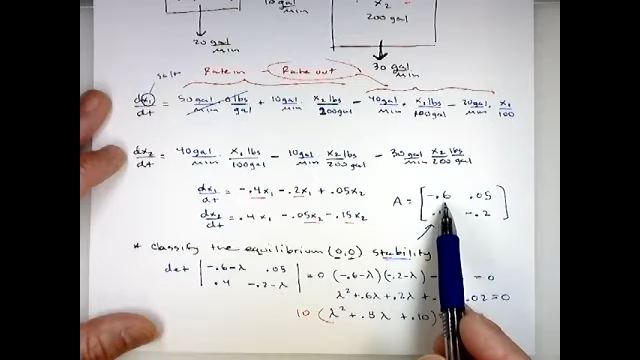 10 gal/min x₂
200 gal
20 gal/min
30 gal/min
salt Rate in - Rate out
dx₁/dt = 50 gal/min · 0 lbs/gal + 10 gal/min · x₂ lbs/200 gal - 40 gal/min · x₁ lbs/100 gal - 20 gal/min · x₁/100
dx₂/dt = 40 gal/min · x₁ lbs/100 gal - 10 gal/min · x₂ lbs/200 gal - 30 gal/min x₂ lbs/200 gal
dx₁/dt = -.4x₁ - .2x₁ + .05x₂
A = [ -.6 .05
dx₂/dt = .4x₁ - .05x₂ - .15x₂
-.2 ]
* Classify the equilibrium (0,0) stability
det | -.6-λ .05
.4 -.2-λ | = 0 (-.6-λ)(-.2-λ) - = 0
λ² + .6λ + .2λ + .02 = 0
10 (λ² + .8λ + .10)